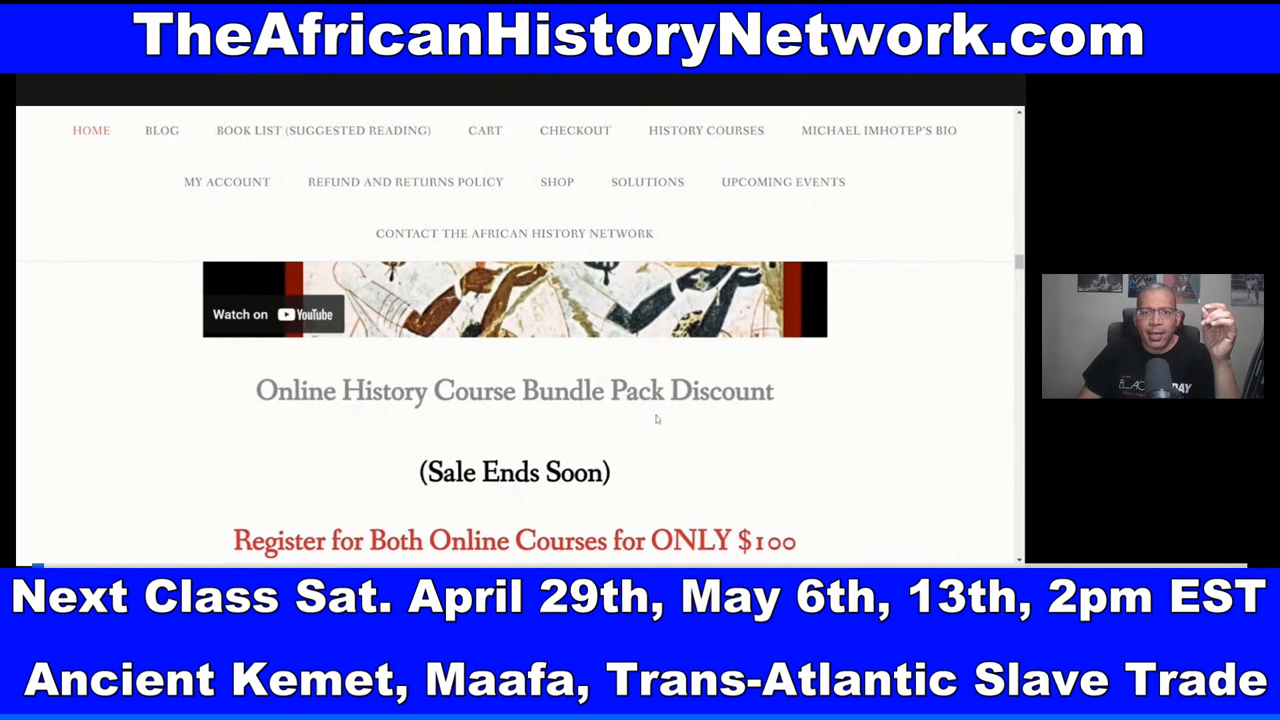 TheAfricanHistoryNetwork.com
HOME BLOG BOOK LIST (SUGGESTED READING) CART CHECKOUT HISTORY COURSES MICHAEL IMHOTEP'S BIO
MY ACCOUNT REFUND AND RETURNS POLICY SHOP SOLUTIONS UPCOMING EVENTS
CONTACT THE AFRICAN HISTORY NETWORK
Watch on YouTube
Online History Course Bundle Pack Discount
(Sale Ends Soon)
Register for Both Online Courses for ONLY $100
Next Class Sat. April 29th, May 6th, 13th, 2pm EST
Ancient Kemet, Maafa, Trans-Atlantic Slave Trade